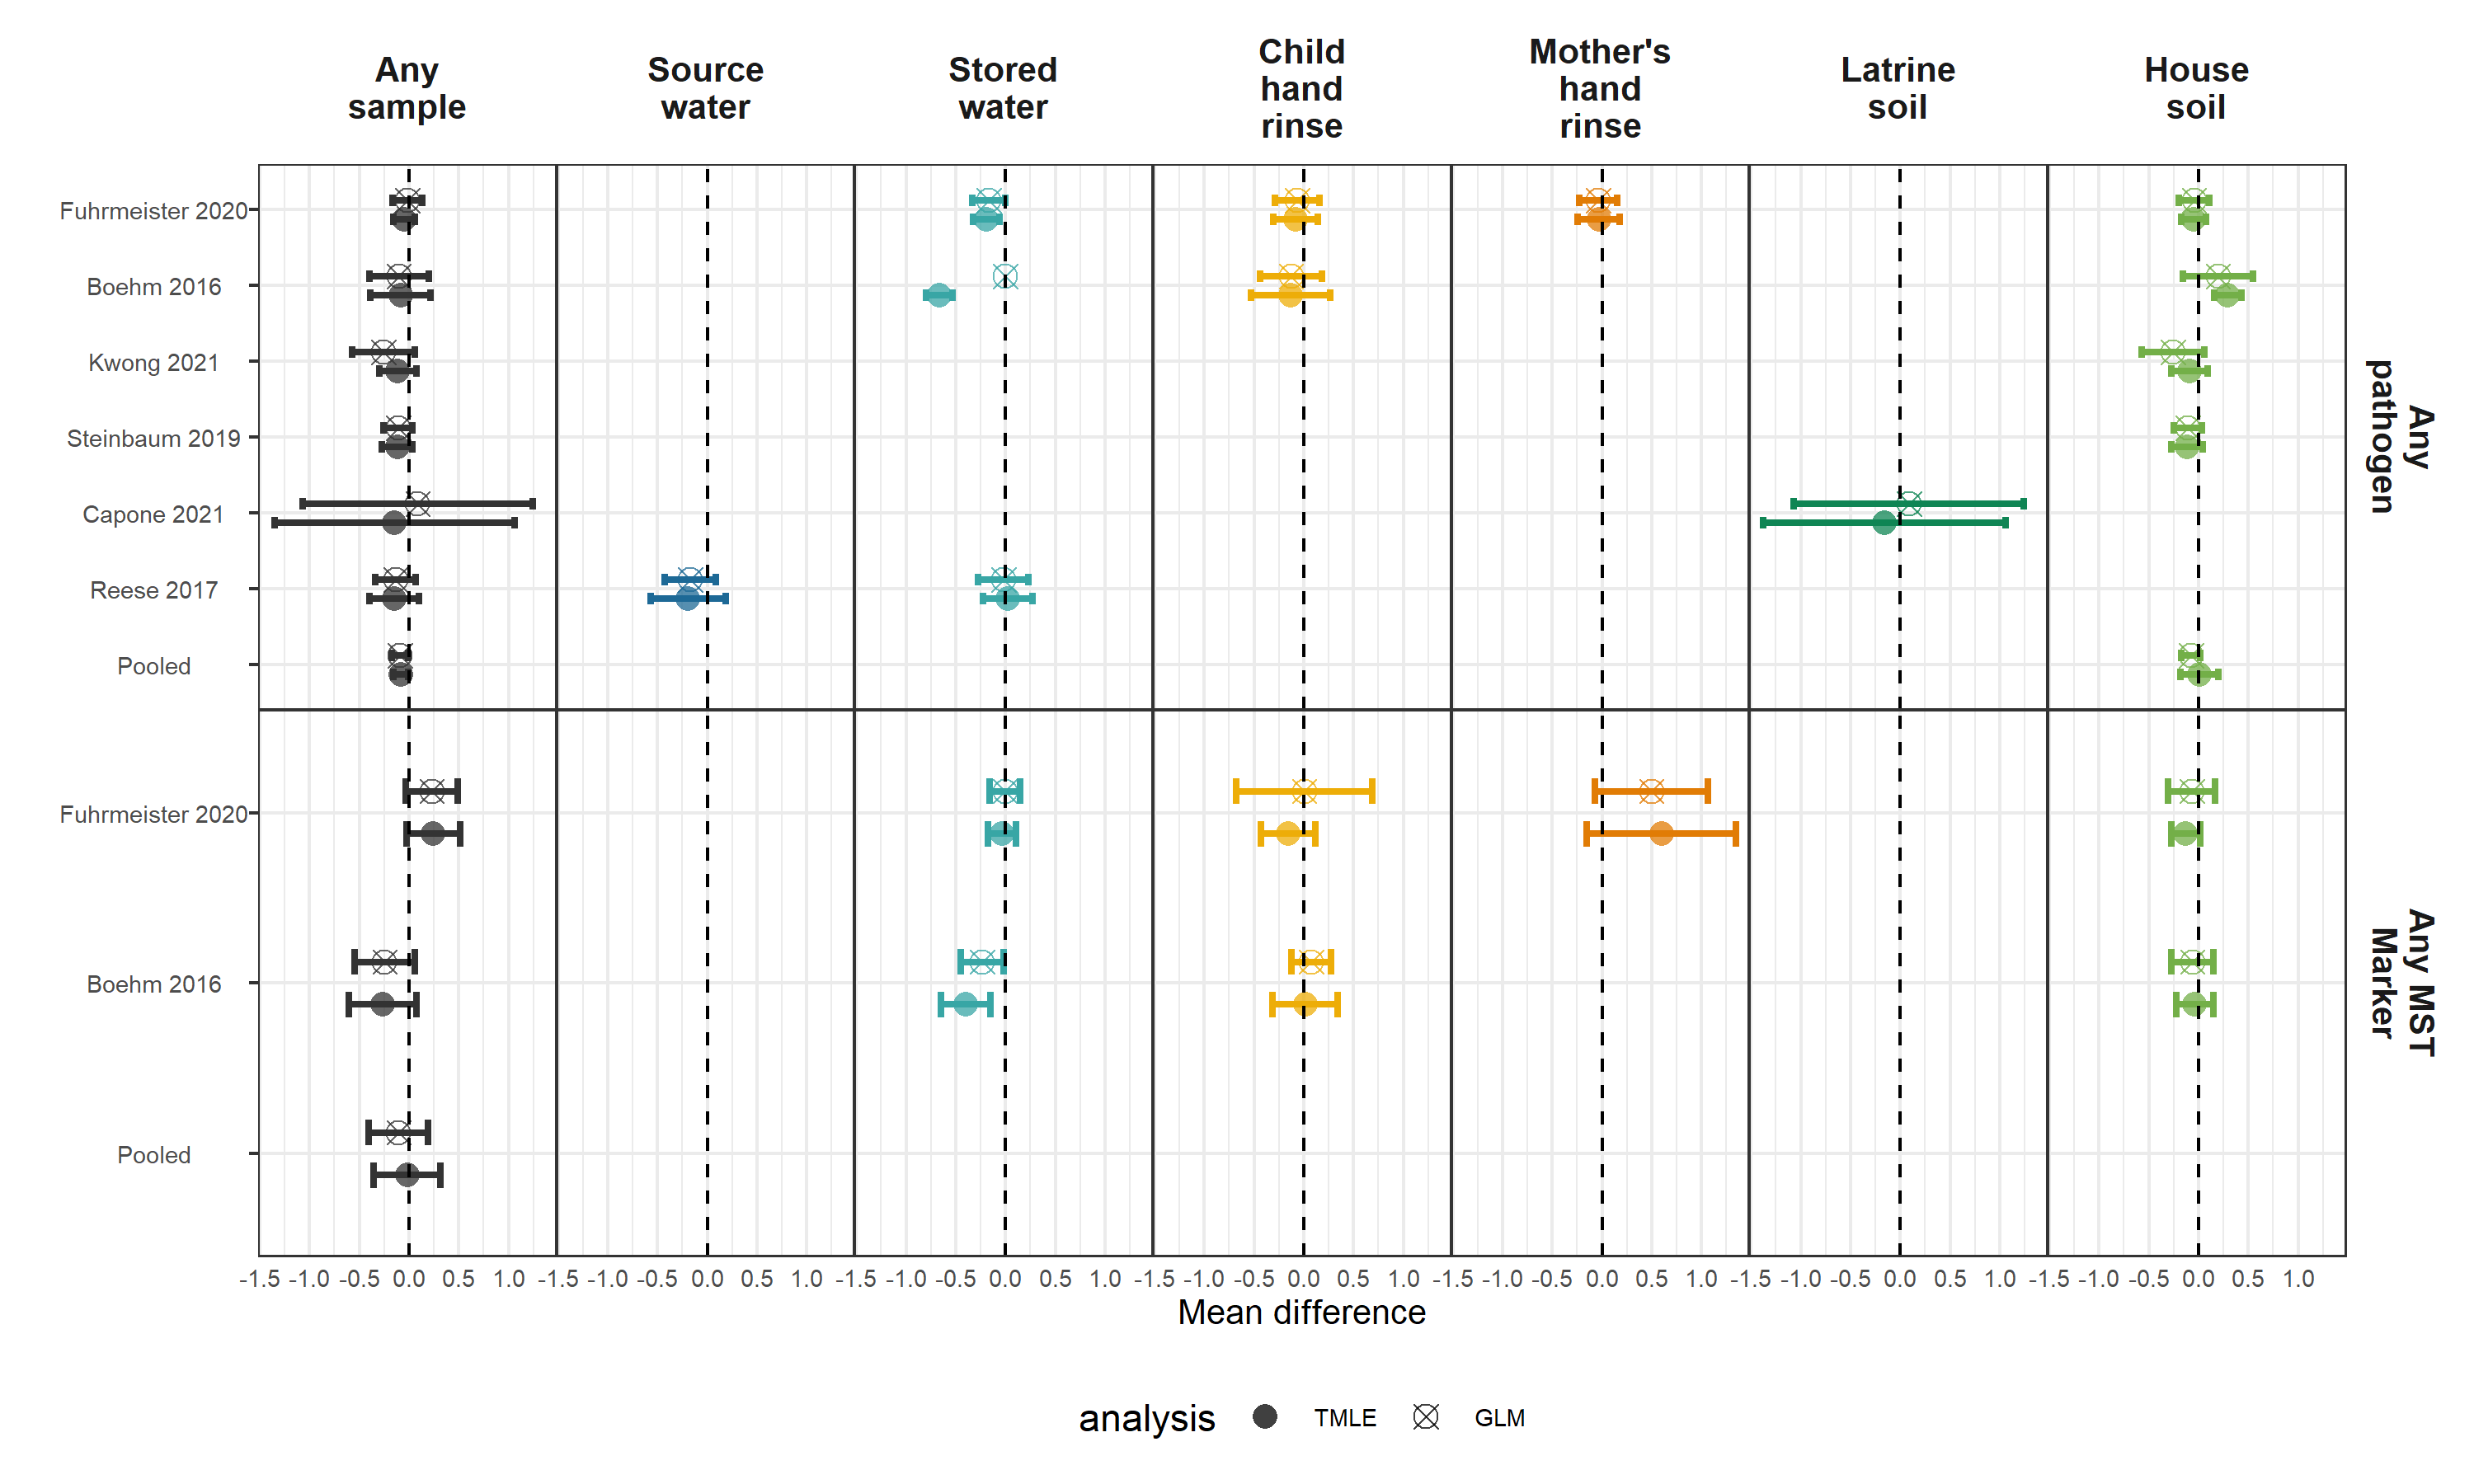 Any
sample
Source
water
Stored
water
Child
hand
rinse
Mother's
hand
rinse
Latrine
soil
House
soil
Fuhrmeister 2020
Boehm 2016
Kwong 2021
Steinbaum 2019
Capone 2021
Reese 2017
Pooled
Any
pathogen
Fuhrmeister 2020
Boehm 2016
Pooled
Any MST
Marker
-1.5 -1.0 -0.5 0.0 0.5 1.0 -1.5 -1.0 -0.5 0.0 0.5 1.0 -1.5 -1.0 -0.5 0.0 0.5 1.0 -1.5 -1.0 -0.5 0.0 0.5 1.0 -1.5 -1.0 -0.5 0.0 0.5 1.0 -1.5 -1.0 -0.5 0.0 0.5 1.0 -1.5 -1.0 -0.5 0.0 0.5 1.0
Mean difference
analysis TMLE GLM